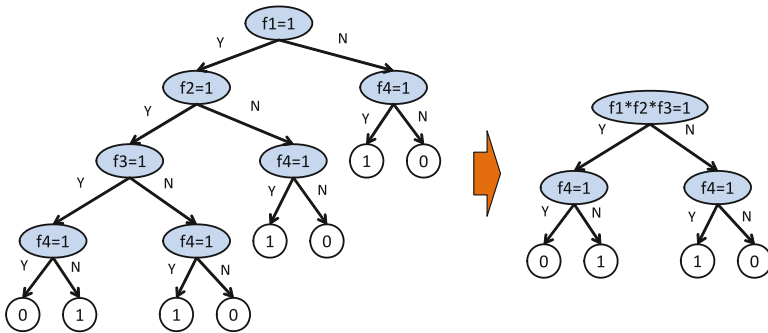 f1=1
Y N
f2=1 f4=1 f1*f2*f3=1
Y N Y N Y N
f3=1 f4=1 1 0
Y N Y N f4=1 f4=1
f4=1 f4=1 1 0 Y N Y N
Y N Y N 0 1 1 0
0 1 1 0